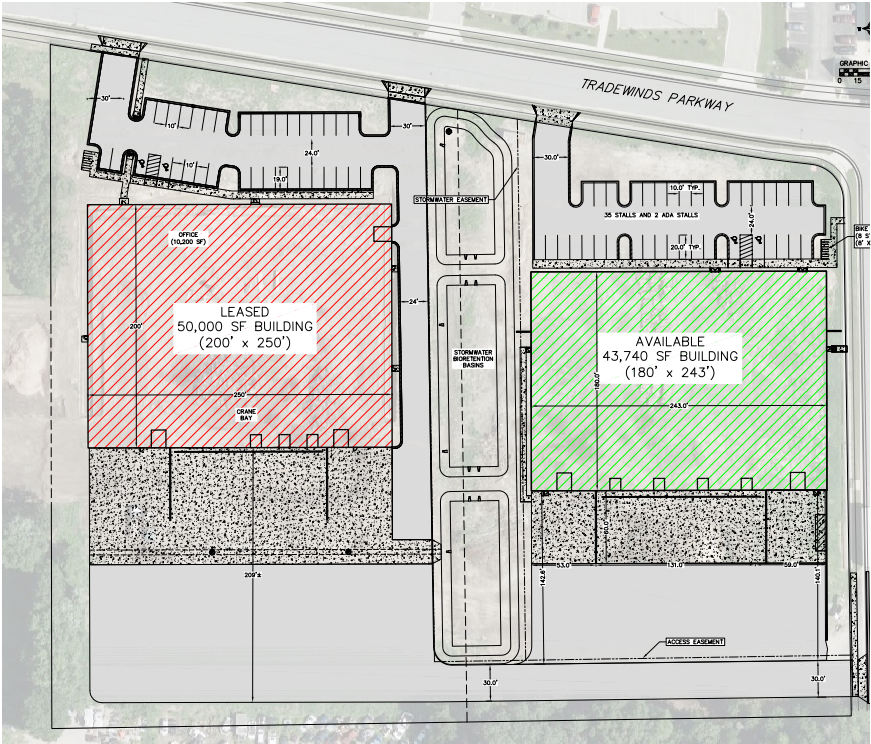 TRADEWINDS PARKWAY
GRAPHIC
0 15
30'
10'
30'
24.0'
10'
19.0'
30.0'
STORMWATER EASEMENT
10.0' TYP.
35 STALLS AND 2 ADA STALLS
24.0'
20.0' TYP.
BIKE
(8 S
(6' X
OFFICE
(10,200 SF)
LEASED
50,000 SF BUILDING
(200' x 250')
200'
24'
250'
CRANE
BAY
STORMWATER
BIORETENTION
BASINS
AVAILABLE
43,740 SF BUILDING
(180' x 243')
180.0'
243.0'
209'±
142.6'
53.0'
131.0'
59.0'
140.1'
ACCESS EASEMENT
30.0'
30.0'